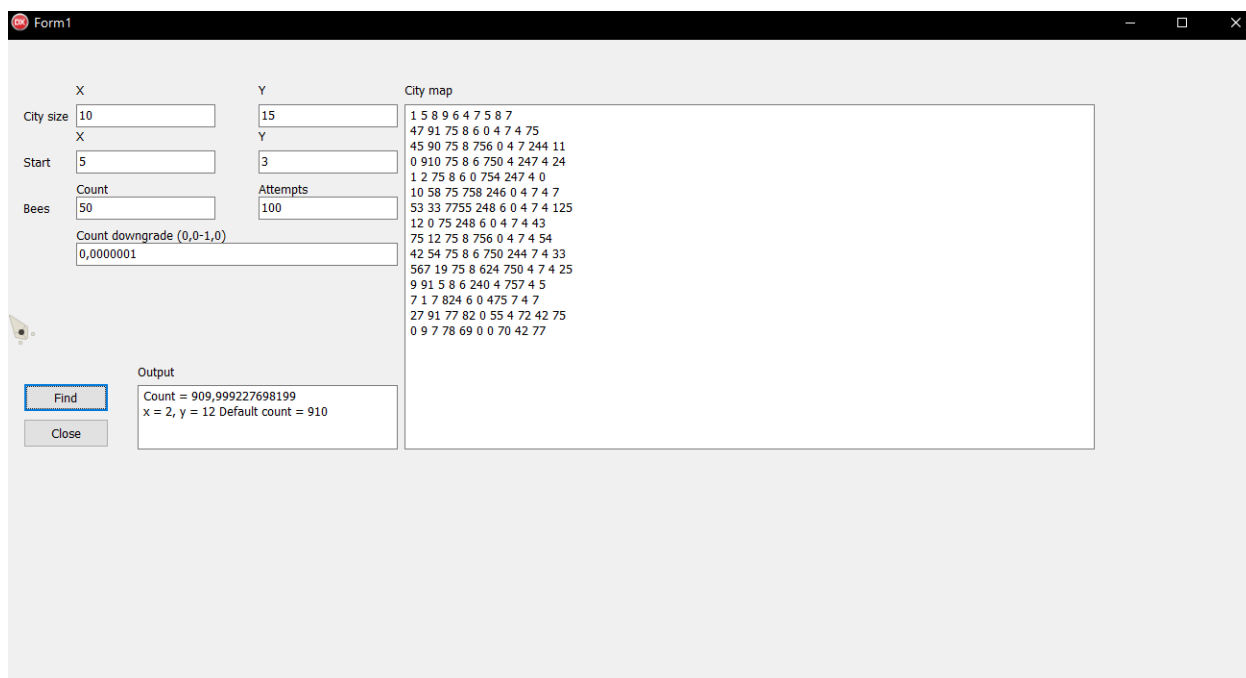 Form1
X Y City map
City size 10 15
X Y
Start 5 3
Count Attempts
Bees 50 100
Count downgrade (0,0-1,0)
0,0000001
1 5 8 9 6 4 7 5 8 7
47 91 75 8 6 0 4 7 4 75
45 90 75 8 756 0 4 7 244 11
0 910 75 8 6 750 4 247 4 24
1 2 75 8 6 0 754 247 4 0
10 58 75 758 246 0 4 7 4 7
53 33 7755 248 6 0 4 7 4 125
12 0 75 248 6 0 4 7 4 43
75 12 75 8 756 0 4 7 4 54
42 54 75 8 6 750 244 7 4 33
567 19 75 8 624 750 4 7 4 25
9 91 5 8 6 240 4 757 4 5
7 1 7 824 6 0 475 7 4 7
27 91 77 82 0 55 4 72 42 75
0 9 7 78 69 0 0 70 42 77
Output
Find
Close
Count = 909,999227698199
x = 2, y = 12 Default count = 910